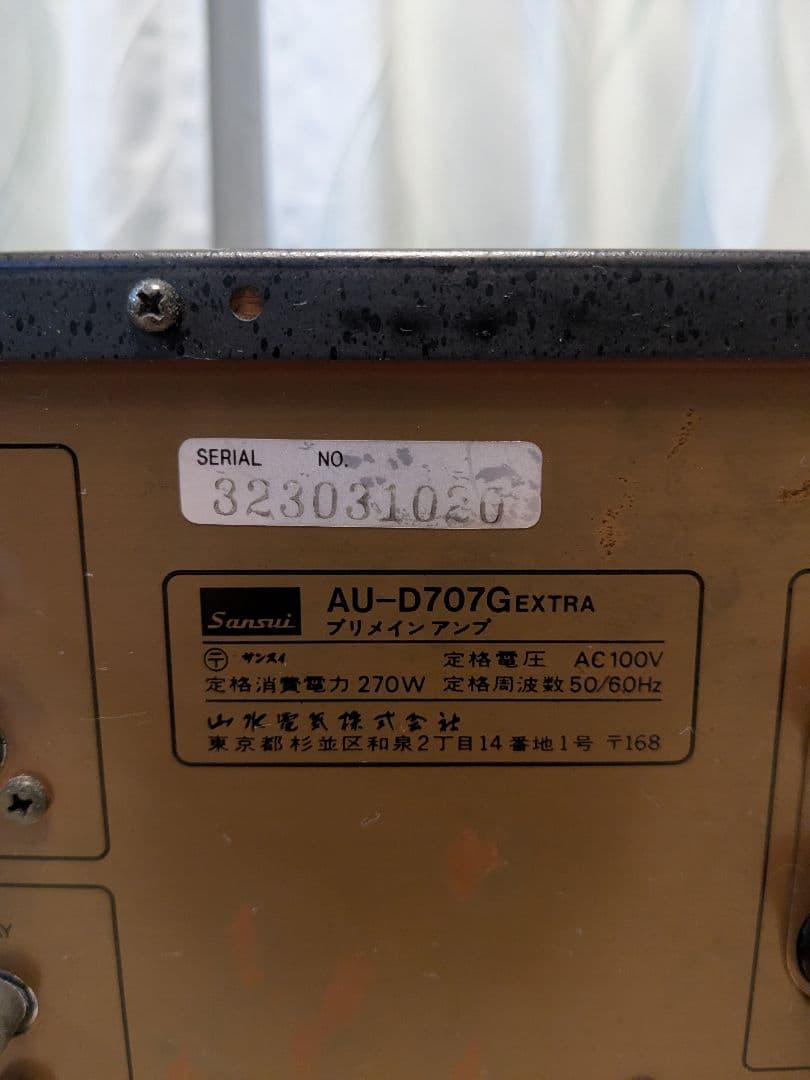 SERIAL NO.
323031020
Sansui AU-D707G EXTRA
プリメインアンプ
〒 サンスイ 定格電圧 AC100V
定格消費電力 270W 定格周波数 50/60Hz
山水電気株式会社
東京都杉並区和泉2丁目14番地1号 〒168